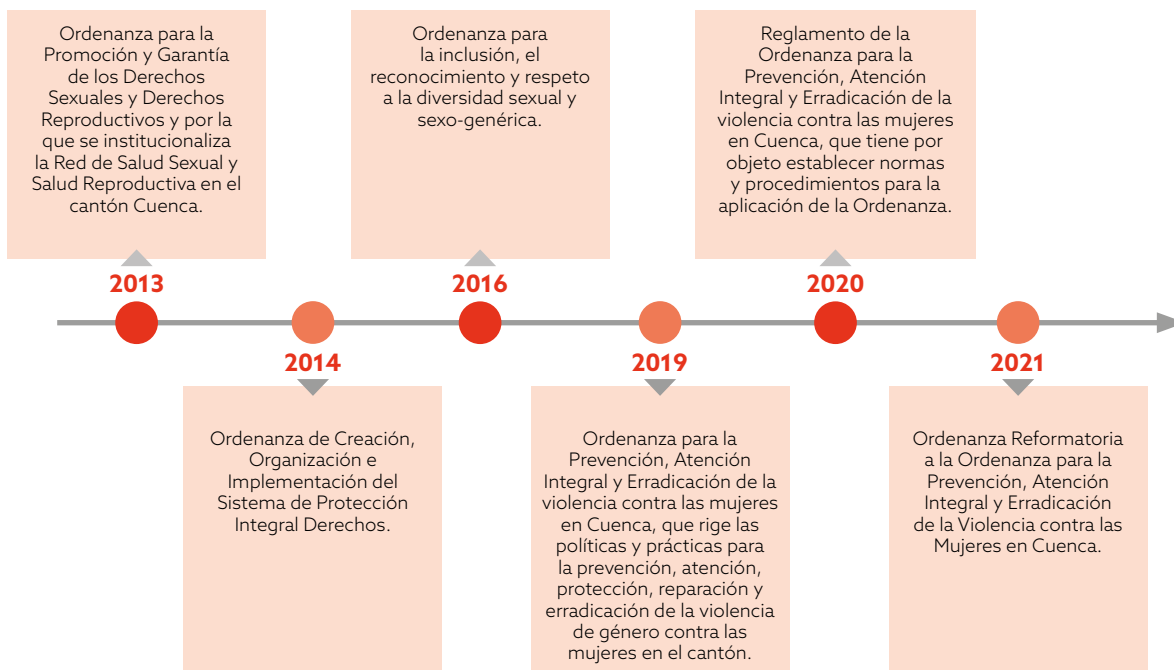 Ordenanza para la
Promoción y Garantía
de los Derechos
Sexuales y Derechos
Reproductivos y por la
que se institucionaliza
la Red de Salud Sexual y
Salud Reproductiva en el
cantón Cuenca.
2013
Ordenanza de Creación,
Organización e
Implementación del
Sistema de Protección
Integral Derechos.
2014
Ordenanza para
la inclusión, el
reconocimiento y respeto
a la diversidad sexual y
sexo-genérica.
2016
2019
Ordenanza para la
Prevención, Atención
Integral y Erradicación de la
violencia contra las mujeres
en Cuenca, que rige las
políticas y prácticas para
la prevención, atención,
protección, reparación y
erradicación de la violencia
de género contra las
mujeres en el cantón.
Reglamento de la
Ordenanza para la
Prevención, Atención
Integral y Erradicación de la
violencia contra las mujeres
en Cuenca, que tiene por
objeto establecer normas
y procedimientos para la
aplicación de la Ordenanza.
2020
2021
Ordenanza Reformatoria
a la Ordenanza para la
Prevención, Atención
Integral y Erradicación
de la Violencia contra las
Mujeres en Cuenca.